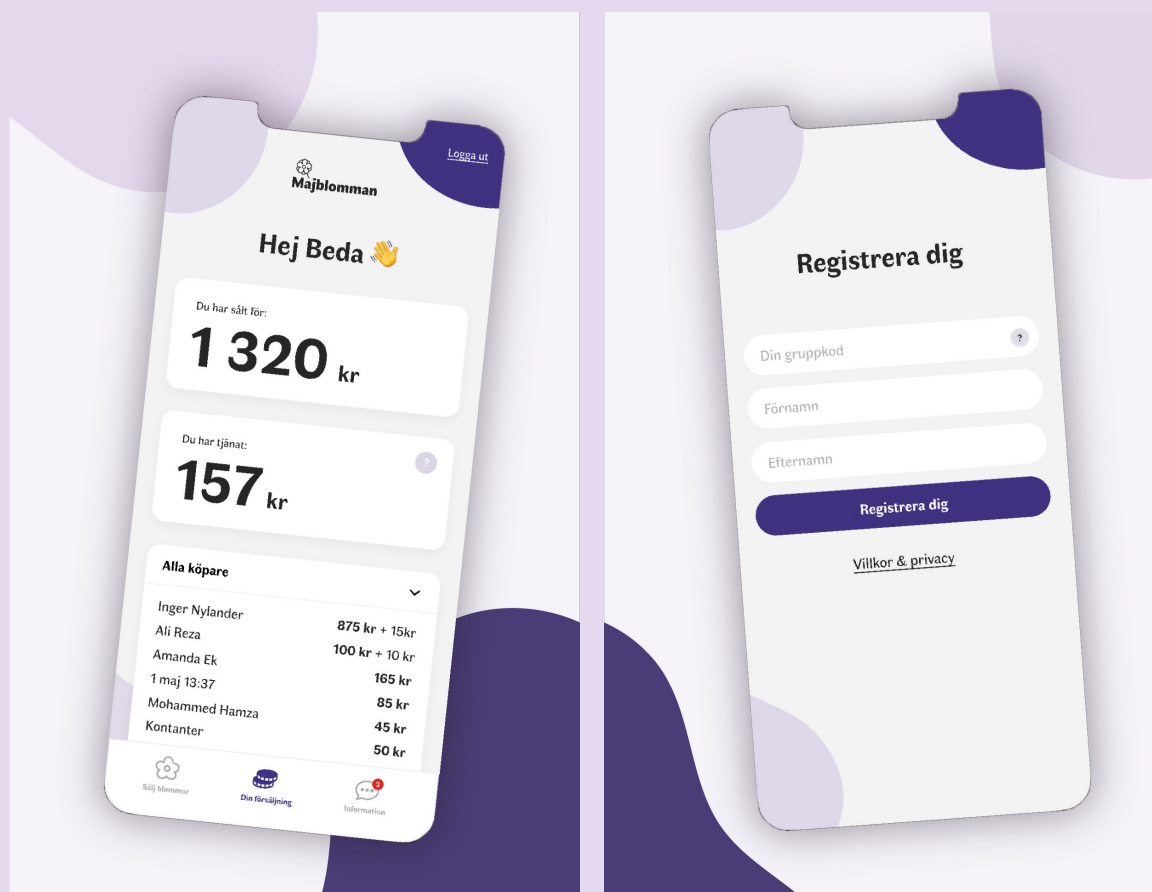 Logga ut
Majblomman
Hej Beda 👋
Du har sålt för:
1 320 kr
Du har tjänat:
?
157 kr
Alla köpare
Inger Nylander 875 kr + 15kr
Ali Reza 100 kr + 10 kr
Amanda Ek 165 kr
1 maj 13:37 85 kr
Mohammed Hamza 45 kr
Kontanter 50 kr
2
Sälj blommor Din försäljning Information
Registrera dig
Din gruppkod ?
Förnamn
Efternamn
Registrera dig
Villkor & privacy